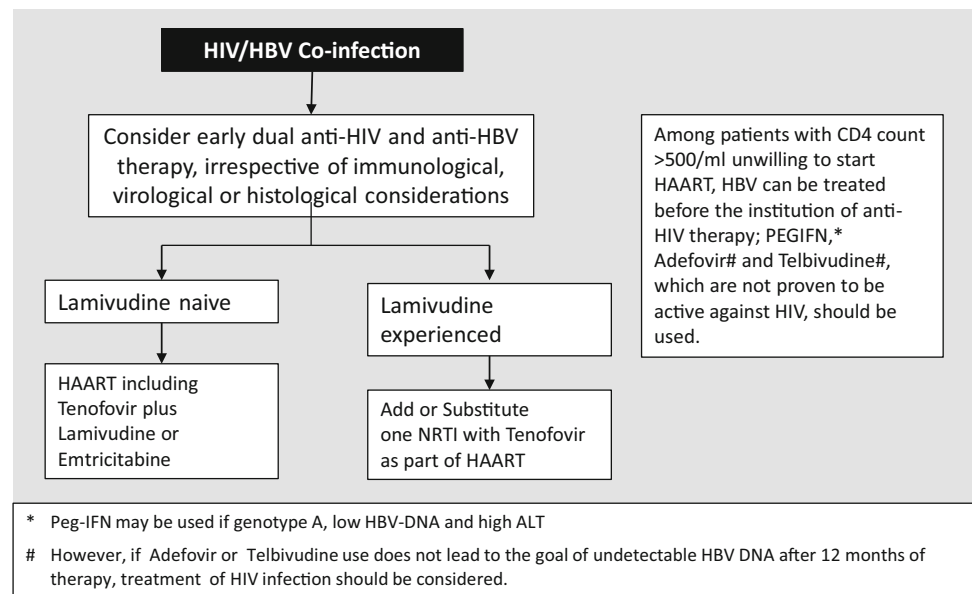 HIV/HBV Co-infection
Consider early dual anti-HIV and anti-HBV
therapy, irrespective of immunological,
virological or histological considerations
Lamivudine naive
HAART including
Tenofovir plus
Lamivudine or
Emtricitabine
Lamivudine
experienced
Add or Substitute
one NRTI with Tenofovir
as part of HAART
Among patients with CD4 count
>500/ml unwilling to start
HAART, HBV can be treated
before the institution of anti-
HIV therapy; PEGIFN,*
Adefovir# and Telbivudine#,
which are not proven to be
active against HIV, should be
used.
* Peg-IFN may be used if genotype A, low HBV-DNA and high ALT
# However, if Adefovir or Telbivudine use does not lead to the goal of undetectable HBV DNA after 12 months of
therapy, treatment of HIV infection should be considered.